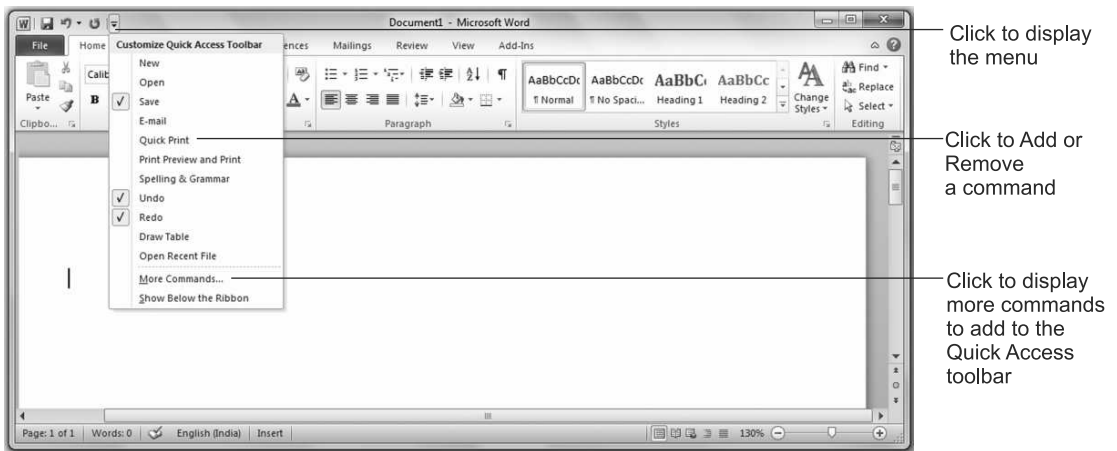 Document1 - Microsoft Word
File Home ences Mailings Review View Add-Ins
Customize Quick Access Toolbar
New
Open
Save
E-mail
Quick Print
Print Preview and Print
Spelling & Grammar
Undo
Redo
Draw Table
Open Recent File
More Commands...
Show Below the Ribbon
Paste
Clipbo...
Calib
B
Paragraph
AaBbCcDc AaBbCcDc AaBbC AaBbCc
¶ Normal ¶ No Spaci... Heading 1 Heading 2
Change
Styles
Styles
Find
Replace
Select
Editing
Page: 1 of 1 Words: 0 English (India) Insert 130%
Click to display
the menu
Click to Add or
Remove
a command
Click to display
more commands
to add to the
Quick Access
toolbar